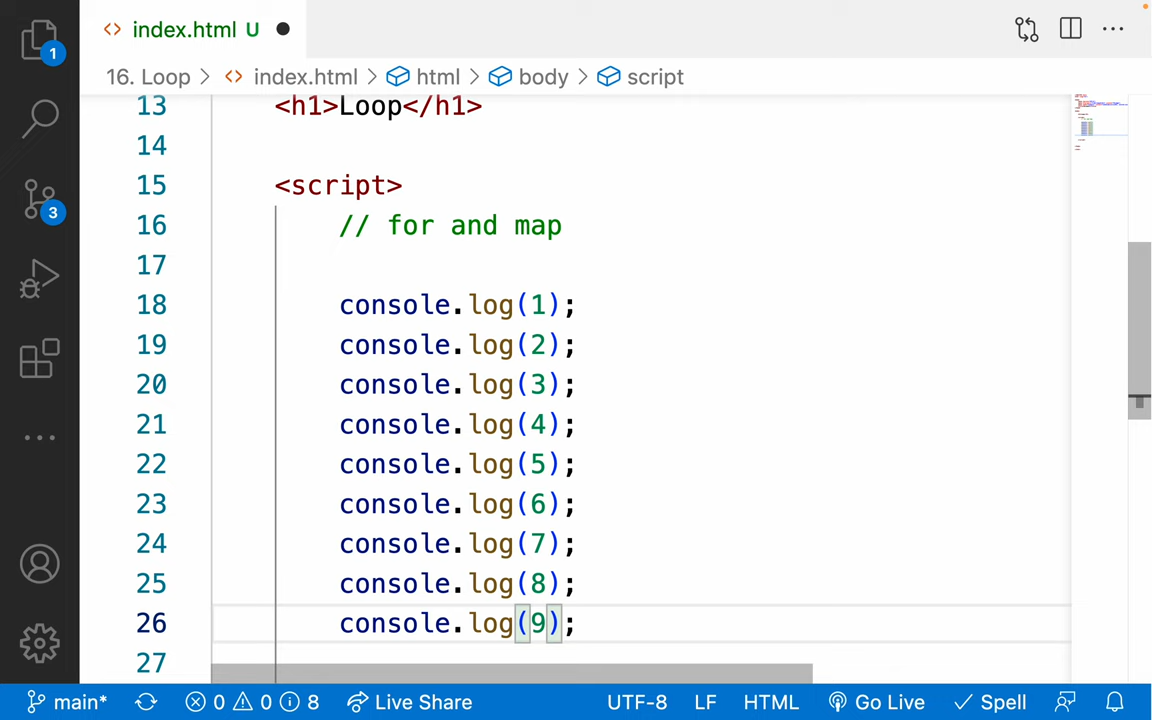 index.html U
16. Loop > index.html > html > body > script
1
3
13 <h1>Loop</h1>
14
15 <script>
16 // for and map
17
18 console.log(1);
19 console.log(2);
20 console.log(3);
21 console.log(4);
22 console.log(5);
23 console.log(6);
24 console.log(7);
25 console.log(8);
26 console.log(9);
27
main* 0 0 8 Live Share UTF-8 LF HTML Go Live Spell